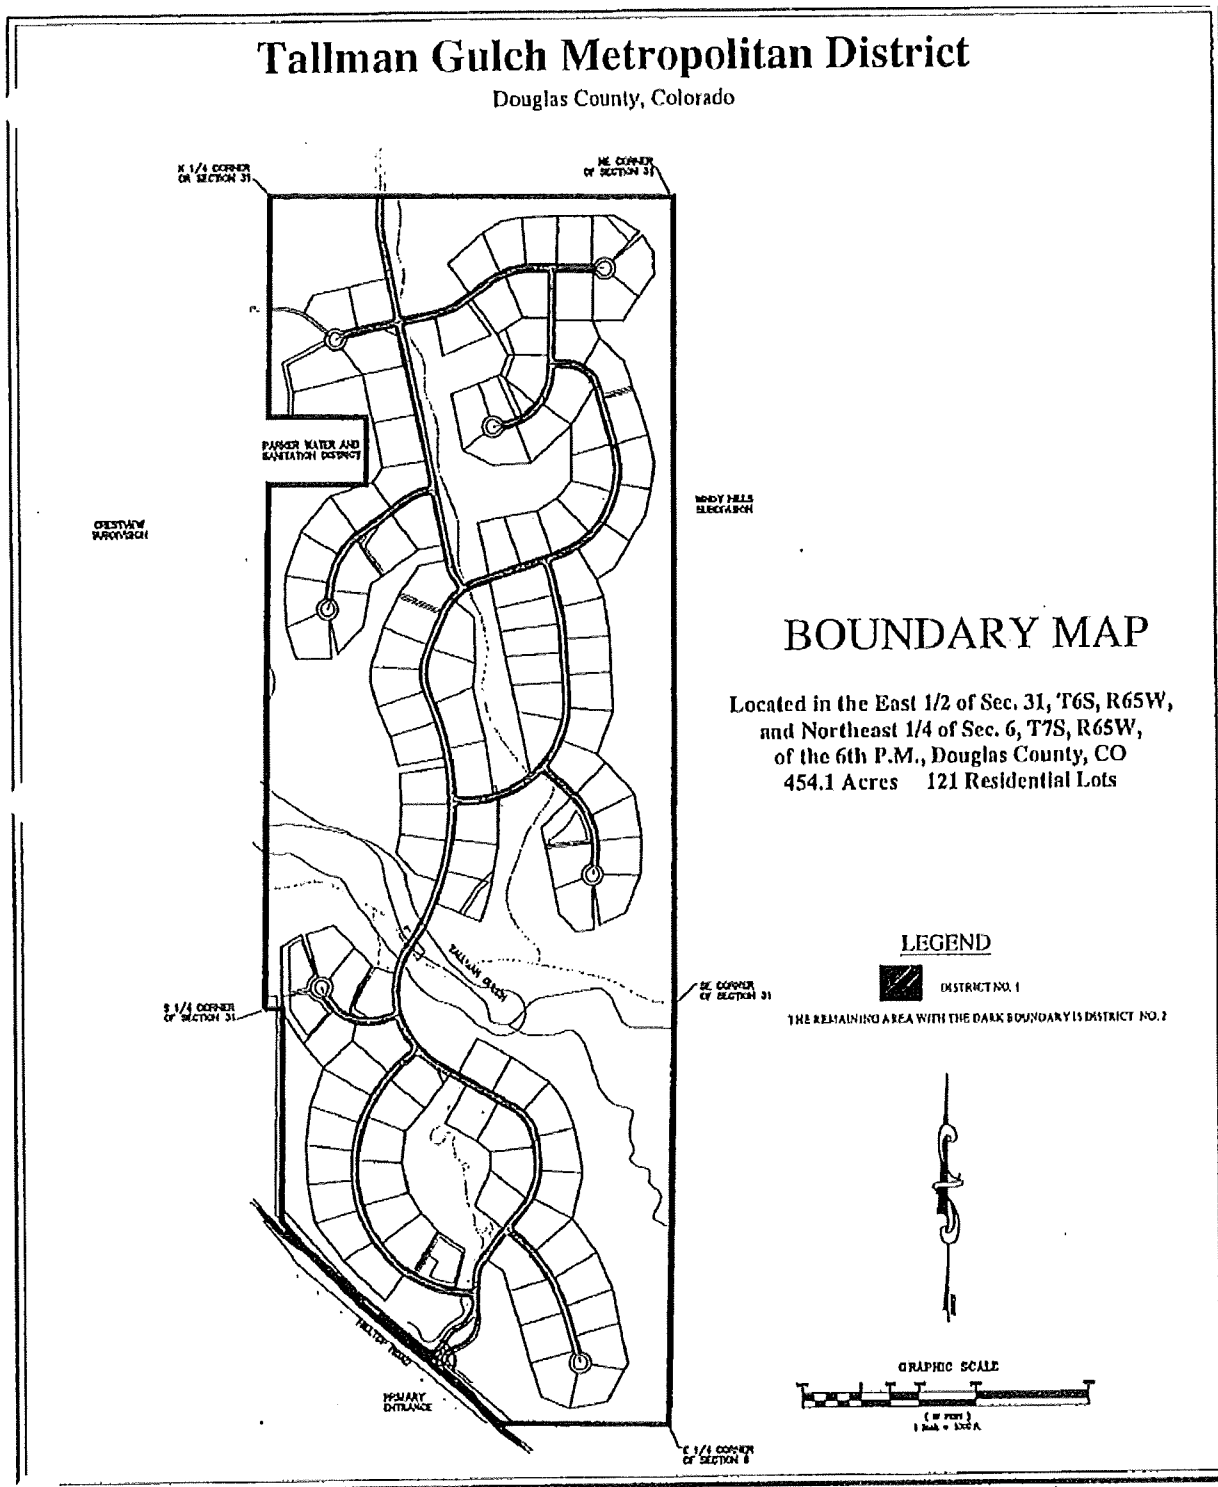 Tallman Gulch Metropolitan District
Douglas County, Colorado
N 1/4 CORNER
OF SECTION 31
NE CORNER
OF SECTION 31
PARKER WATER AND
SANITATION DISTRICT
CRESTVIEW
SUBDIVISION
WINDY HILLS
SUBDIVISION
BOUNDARY MAP
Located in the East 1/2 of Sec. 31, T6S, R65W,
and Northeast 1/4 of Sec. 6, T7S, R65W,
of the 6th P.M., Douglas County, CO
454.1 Acres 121 Residential Lots
TALLMAN GULCH
LEGEND
DISTRICT NO. 1
THE REMAINING AREA WITH THE DARK BOUNDARY IS DISTRICT NO. 2
S 1/4 CORNER
OF SECTION 31
SE CORNER
OF SECTION 31
HILLTOP ROAD
PRIMARY
ENTRANCE
GRAPHIC SCALE
( IN FEET )
E 1/4 CORNER
OF SECTION 6